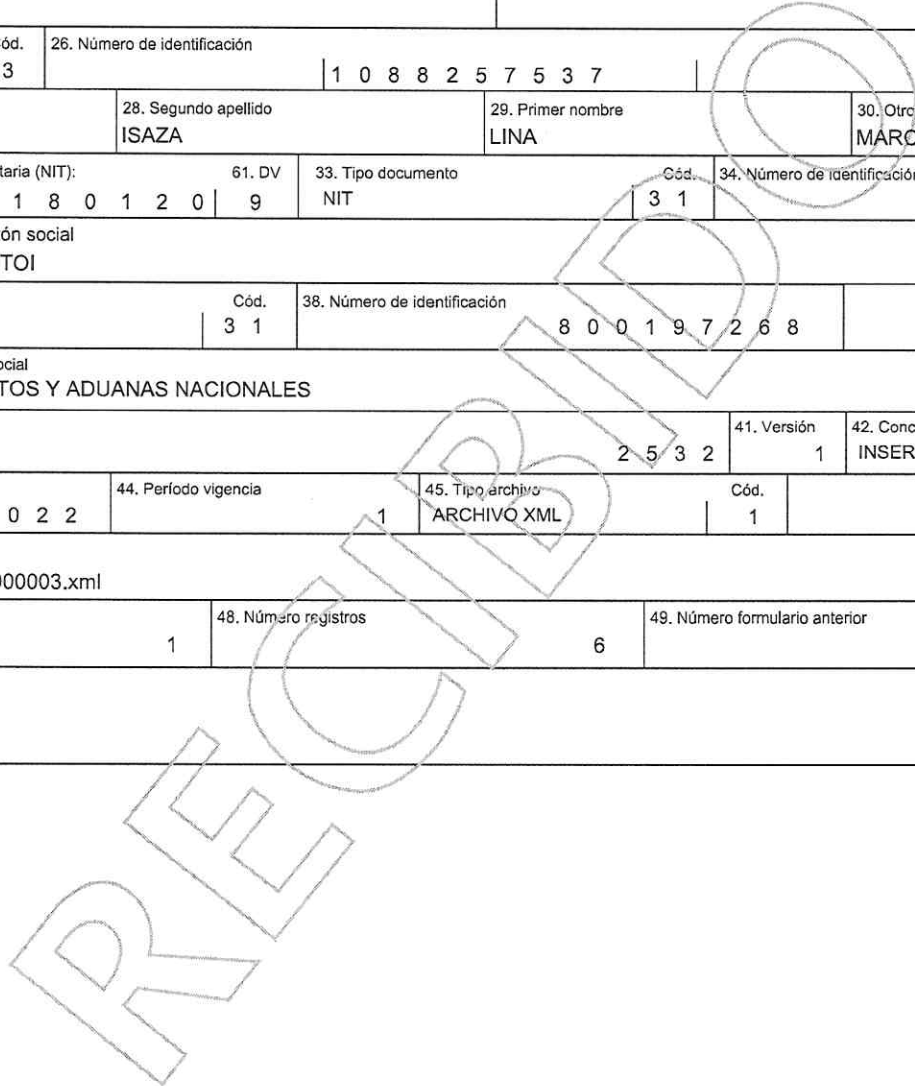 ód. 26. Número de identificación
3 1 0 8 8 2 5 7 5 3 7
28. Segundo apellido 29. Primer nombre 30. Otro
ISAZA LINA MARC
taria (NIT): 61. DV 33. Tipo documento Cód. 34. Número de identificación
1 8 0 1 2 0 9 NIT 3 1
ón social
TOI
Cód. 38. Número de identificación
3 1 8 0 0 1 9 7 2 6 8
ocial
TOS Y ADUANAS NACIONALES
41. Versión 42. Conc
2 5 3 2 1 INSER
44. Período vigencia 45. Tipo archivo Cód.
0 2 2 1 ARCHIVO XML 1
000003.xml
48. Número registros 49. Número formulario anterior
1 6
RECIBIDO